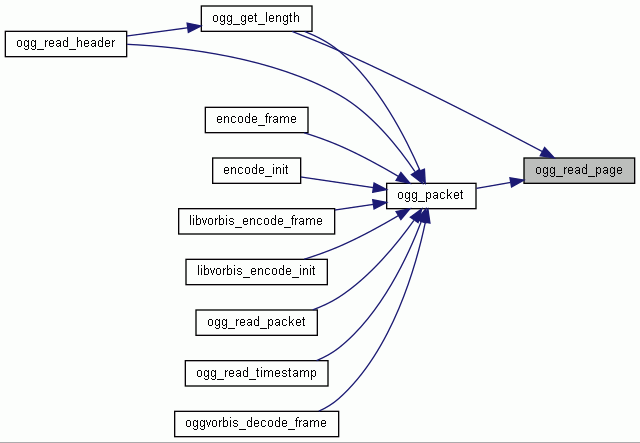 ogg_get_length
ogg_read_header
encode_frame
encode_init
ogg_read_page
ogg_packet
libvorbis_encode_frame
libvorbis_encode_init
ogg_read_packet
ogg_read_timestamp
oggvorbis_decode_frame